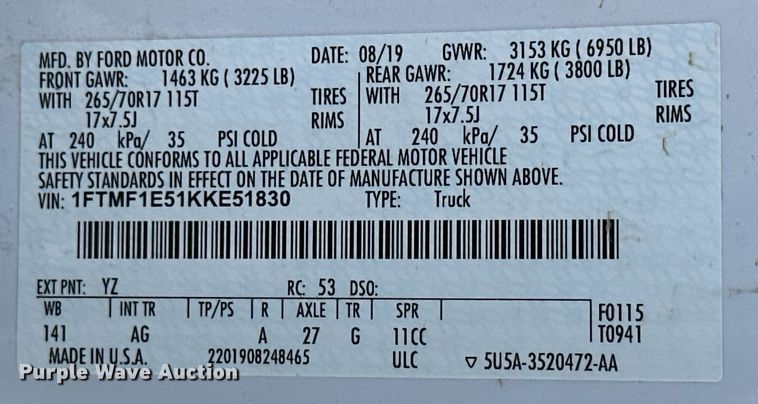 MFD. BY FORD MOTOR CO. DATE: 08/19 GVWR: 3153 KG ( 6950 LB)
FRONT GAWR: 1463 KG ( 3225 LB) REAR GAWR: 1724 KG ( 3800 LB)
WITH 265/70R17 115T TIRES WITH 265/70R17 115T TIRES
17x7.5J RIMS 17x7.5J RIMS
AT 240 kPa/ 35 PSI COLD AT 240 kPa/ 35 PSI COLD
THIS VEHICLE CONFORMS TO ALL APPLICABLE FEDERAL MOTOR VEHICLE
SAFETY STANDARDS IN EFFECT ON THE DATE OF MANUFACTURE SHOWN ABOVE.
VIN: 1FTMF1E51KKE51830 TYPE: Truck
EXT PNT: YZ RC: 53 DSO:
WB INT TR TP/PS R AXLE TR SPR F0115
141 AG A 27 G 11CC T0941
MADE IN U.S.A. 2201908248465 ULC ▽ 5U5A-3520472-AA
Purple Wave Auction